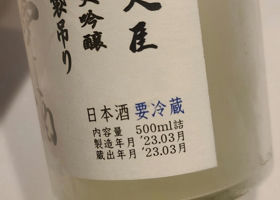 大吟醸
製吊り
日本酒 要冷蔵
内容量 500ml詰
製造年月 '23.03月
蔵出年月 '23.03月